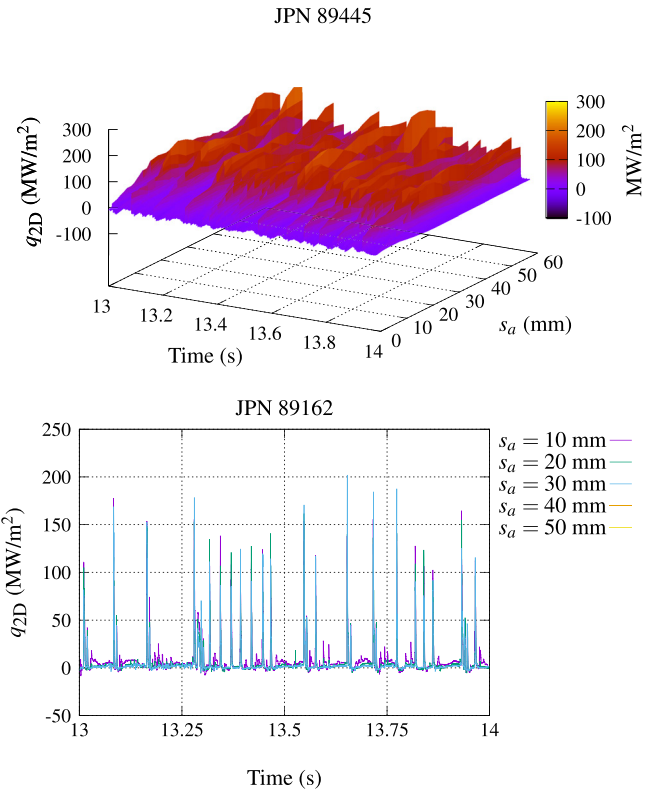 JPN 89445
300
200
100
0
-100
q2D (MW/m²)
13
13.2
13.4
13.6
13.8
14
Time (s)
0
10
20
30
40
50
60
sa (mm)
300
200
100
0
-100
MW/m²
JPN 89162
250
200
150
100
50
0
-50
q2D (MW/m²)
13
13.25
13.5
13.75
14
Time (s)
sa = 10 mm
sa = 20 mm
sa = 30 mm
sa = 40 mm
sa = 50 mm